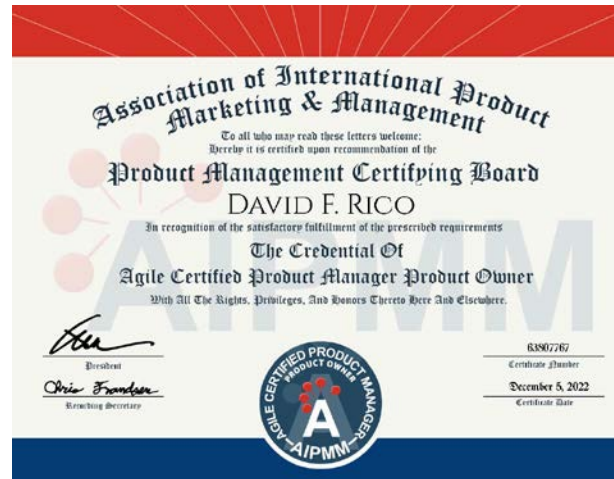 Association of International Product
Marketing & Management
To all who may read these letters welcome:
Hereby it is certified upon recommendation of the
Product Management Certifying Board
DAVID F. RICO
In recognition of the satisfactory fulfillment of the prescribed requirements
The Credential Of
Agile Certified Product Manager Product Owner
With All The Rights, Privileges, And Honors Thereto Here And Elsewhere.
AIPMM
President
Chris Frandsen
Recording Secretary
AGILE CERTIFIED PRODUCT MANAGER
PRODUCT OWNER
A
AIPMM
63807767
Certificate Number
December 5, 2022
Certificate Date